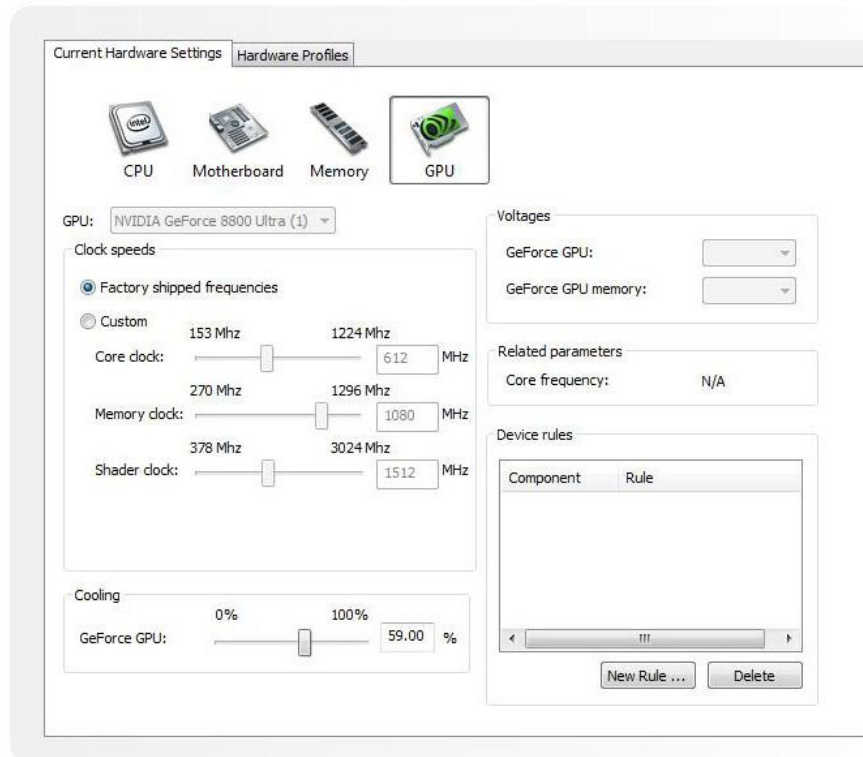 Current Hardware Settings
Hardware Profiles
intel
CPU
Motherboard
Memory
GPU
GPU: NVIDIA GeForce 8800 Ultra (1)
Clock speeds
Factory shipped frequencies
Custom
153 Mhz 1224 Mhz
Core clock: 612 MHz
270 Mhz 1296 Mhz
Memory clock: 1080 MHz
378 Mhz 3024 Mhz
Shader clock: 1512 MHz
Cooling
0% 100%
GeForce GPU: 59.00 %
Voltages
GeForce GPU:
GeForce GPU memory:
Related parameters
Core frequency: N/A
Device rules
Component Rule
New Rule ... Delete